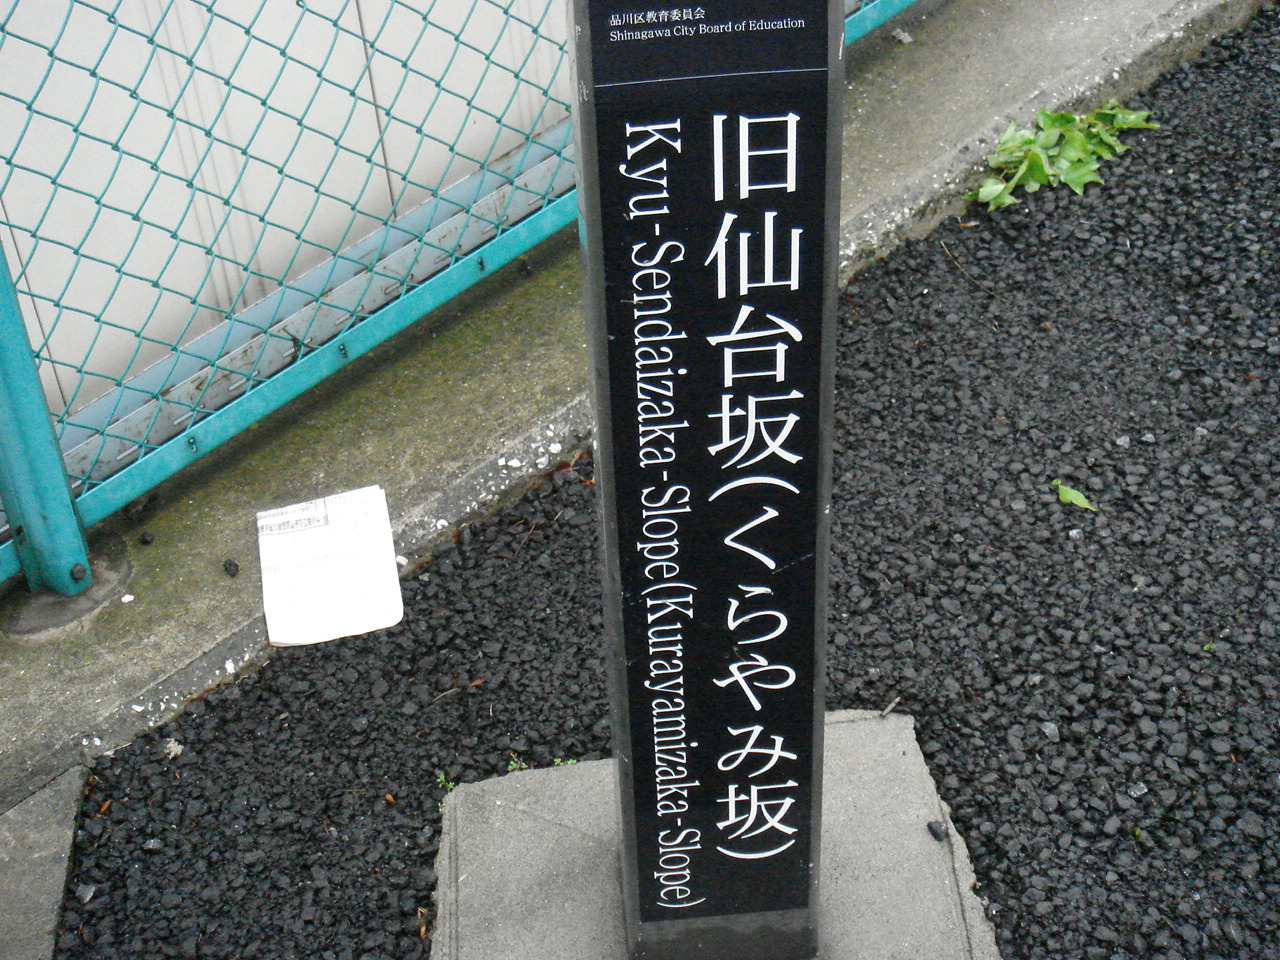 品川区教育委員会
Shinagawa City Board of Education
旧仙台坂(くらやみ坂)
Kyu-Sendaizaka-Slope(Kurayamizaka-Slope)